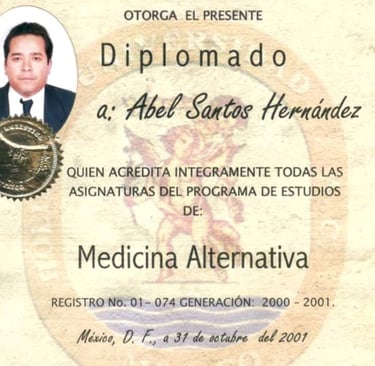 OTORGA EL PRESENTE
Diplomado
a: Abel Santos Hernández
QUIEN ACREDITA INTEGRAMENTE TODAS LAS
ASIGNATURAS DEL PROGRAMA DE ESTUDIOS
DE:
Medicina Alternativa
REGISTRO No. 01- 074 GENERACIÓN: 2000 - 2001.
México, D. F., a 31 de octubre del 2001